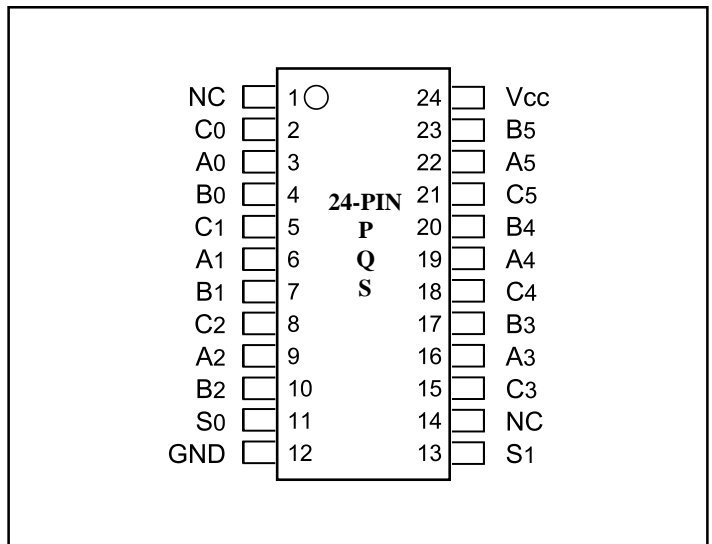 NC 1 24 Vcc
C0 2 23 B5
A0 3 22 A5
B0 4 24-PIN 21 C5
C1 5 P 20 B4
A1 6 Q 19 A4
B1 7 S 18 C4
C2 8 17 B3
A2 9 16 A3
B2 10 15 C3
S0 11 14 NC
GND 12 13 S1